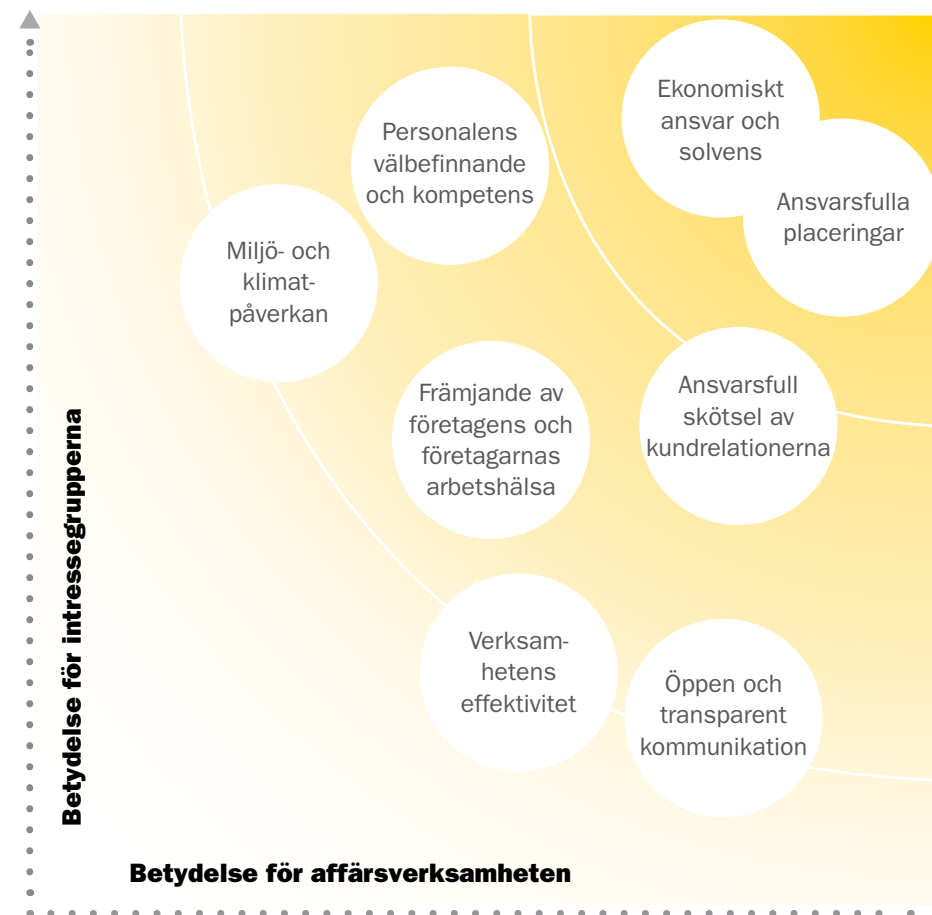 Ekonomiskt
ansvar och
solvens
Personalens
välbefinnande
och kompetens
Ansvarsfulla
placeringar
Miljö- och
klimat-
påverkan
Främjande av
företagens och
företagarnas
arbetshälsa
Ansvarsfull
skötsel av
kundrelationerna
Verksam-
hetens
effektivitet
Öppen och
transparent
kommunikation
Betydelse för intressegrupperna
Betydelse för affärsverksamheten